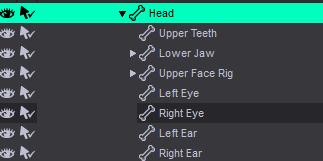 Head
Upper Teeth
Lower Jaw
Upper Face Rig
Left Eye
Right Eye
Left Ear
Right Ear